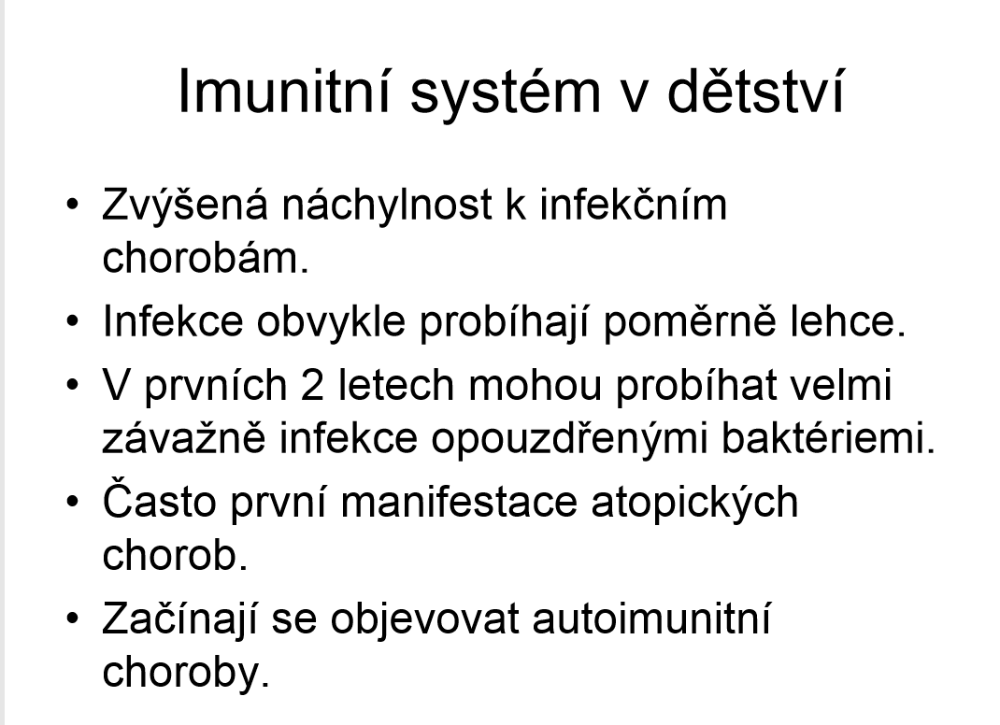 Imunitní systém v dětství
• Zvýšená náchylnost k infekčním
chorobám.
• Infekce obvykle probíhají poměrně lehce.
• V prvních 2 letech mohou probíhat velmi
závažně infekce opouzdřenými baktériemi.
• Často první manifestace atopických
chorob.
• Začínají se objevovat autoimunitní
choroby.